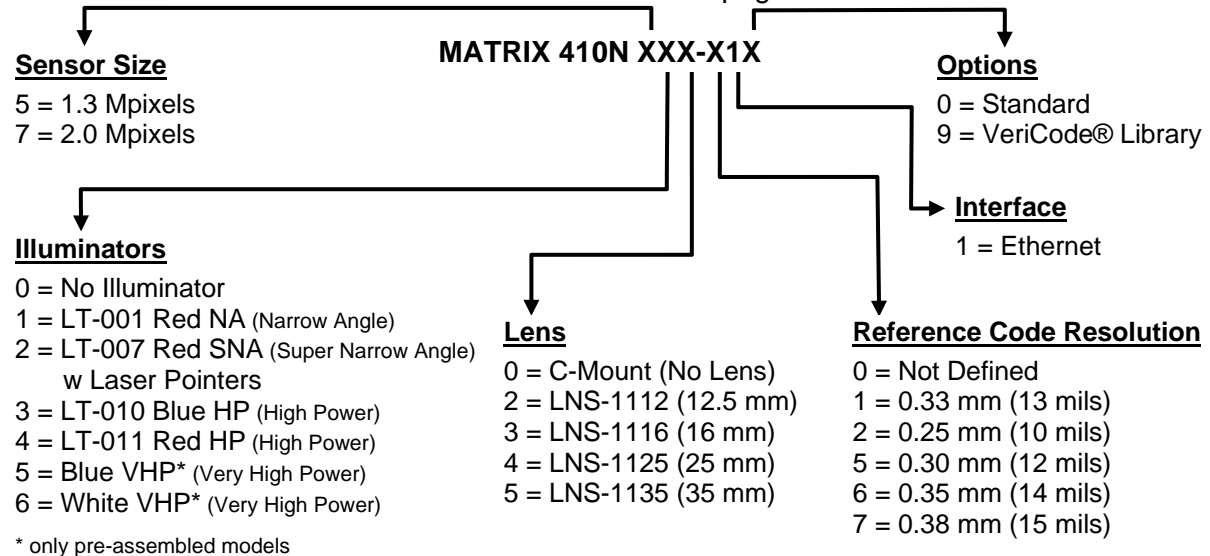 MATRIX 410N XXX-X1X
Sensor Size
5 = 1.3 Mpixels
7 = 2.0 Mpixels
Options
0 = Standard
9 = VeriCode® Library
Interface
1 = Ethernet
Illuminators
0 = No Illuminator
1 = LT-001 Red NA (Narrow Angle)
2 = LT-007 Red SNA (Super Narrow Angle)
w Laser Pointers
3 = LT-010 Blue HP (High Power)
4 = LT-011 Red HP (High Power)
5 = Blue VHP* (Very High Power)
6 = White VHP* (Very High Power)
* only pre-assembled models
Lens
0 = C-Mount (No Lens)
2 = LNS-1112 (12.5 mm)
3 = LNS-1116 (16 mm)
4 = LNS-1125 (25 mm)
5 = LNS-1135 (35 mm)
Reference Code Resolution
0 = Not Defined
1 = 0.33 mm (13 mils)
2 = 0.25 mm (10 mils)
5 = 0.30 mm (12 mils)
6 = 0.35 mm (14 mils)
7 = 0.38 mm (15 mils)